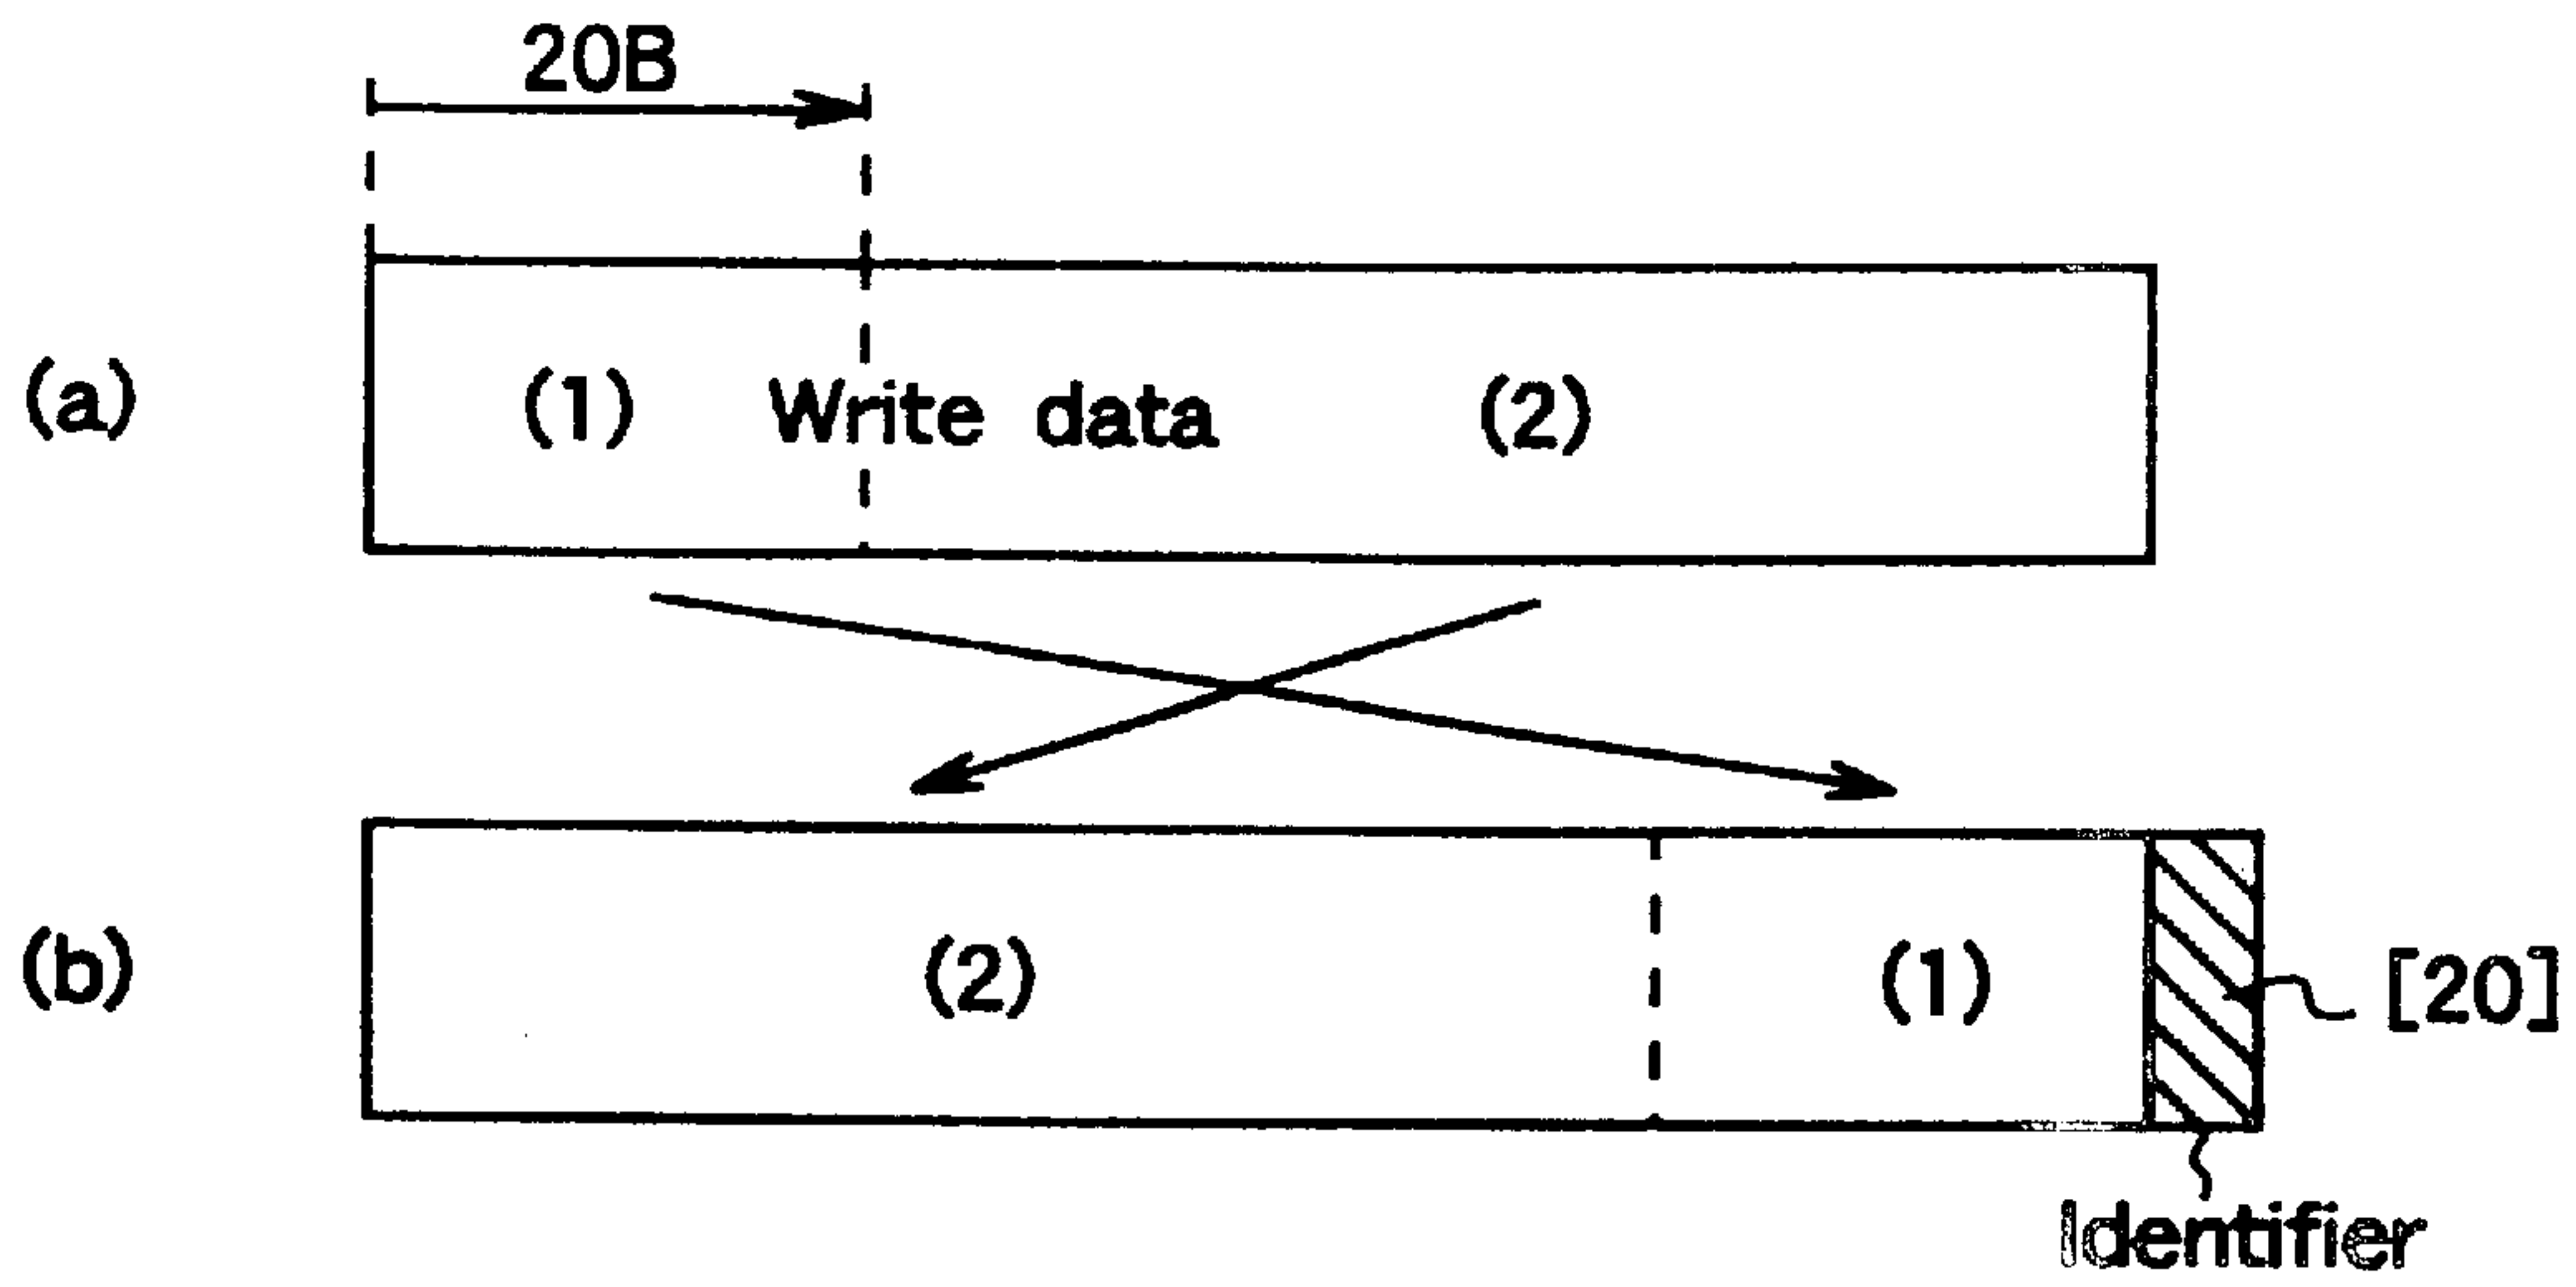 20B
(a) (1) Write data (2)
(b) (2) (1) [20]
Identifier